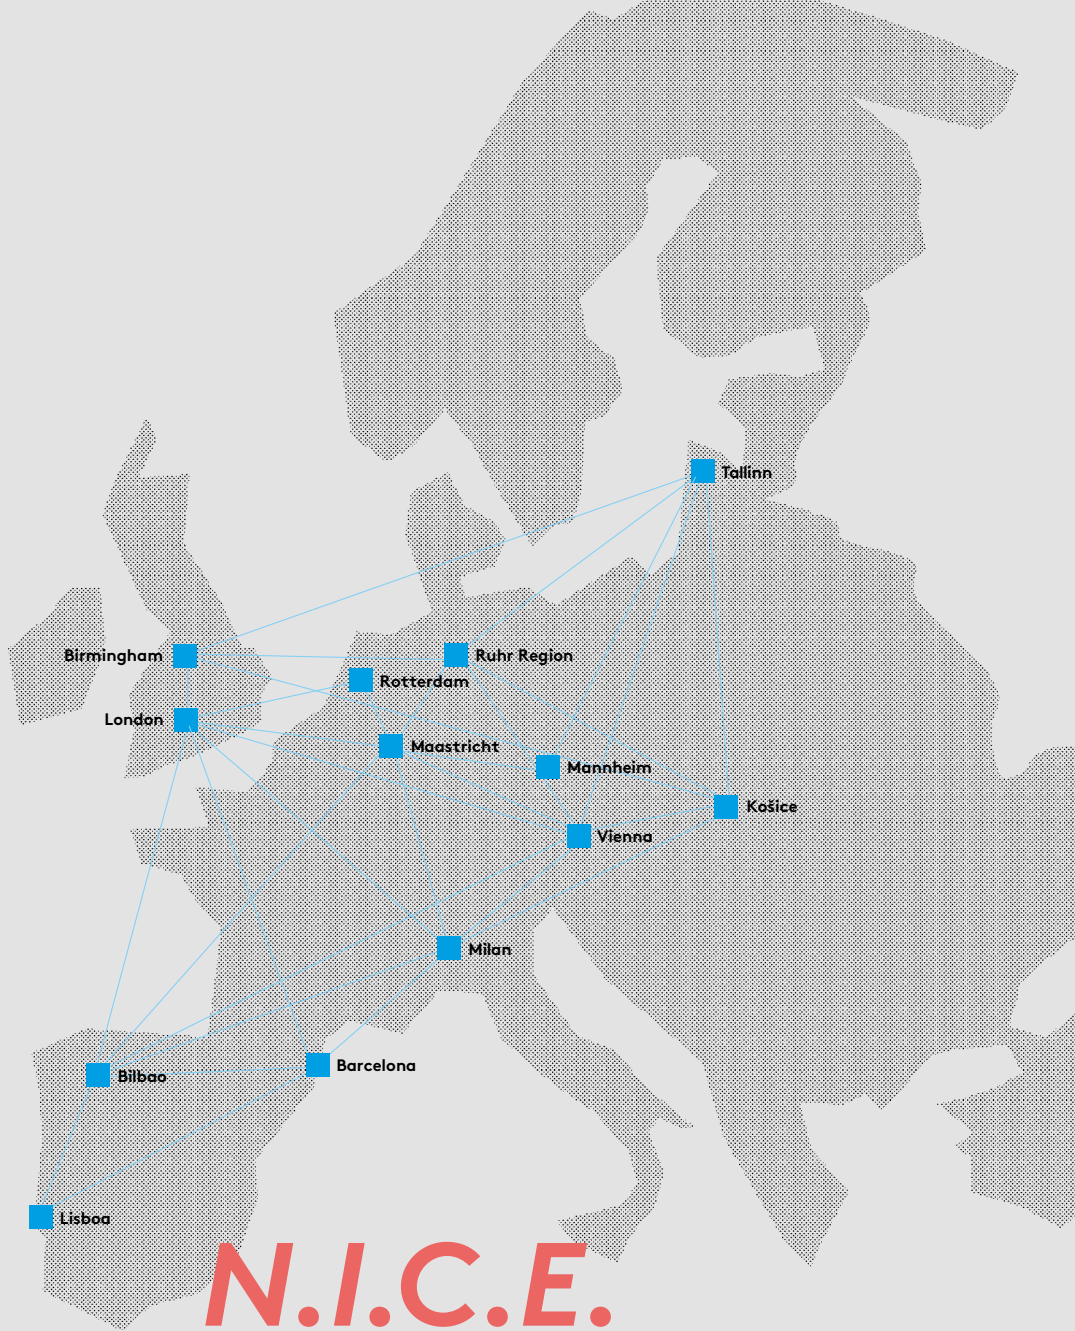 Tallinn
Birmingham
Ruhr Region
Rotterdam
London
Maastricht
Mannheim
Košice
Vienna
Milan
Barcelona
Bilbao
Lisboa
N.I.C.E.